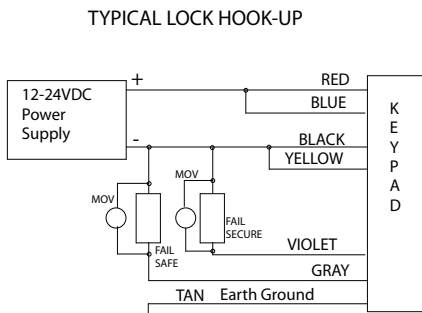 TYPICAL LOCK HOOK-UP
12-24VDC
Power
Supply
+
-
RED
BLUE
BLACK
YELLOW
K
E
Y
P
A
D
MOV
MOV
FAIL
SAFE
FAIL
SECURE
VIOLET
GRAY
TAN Earth Ground